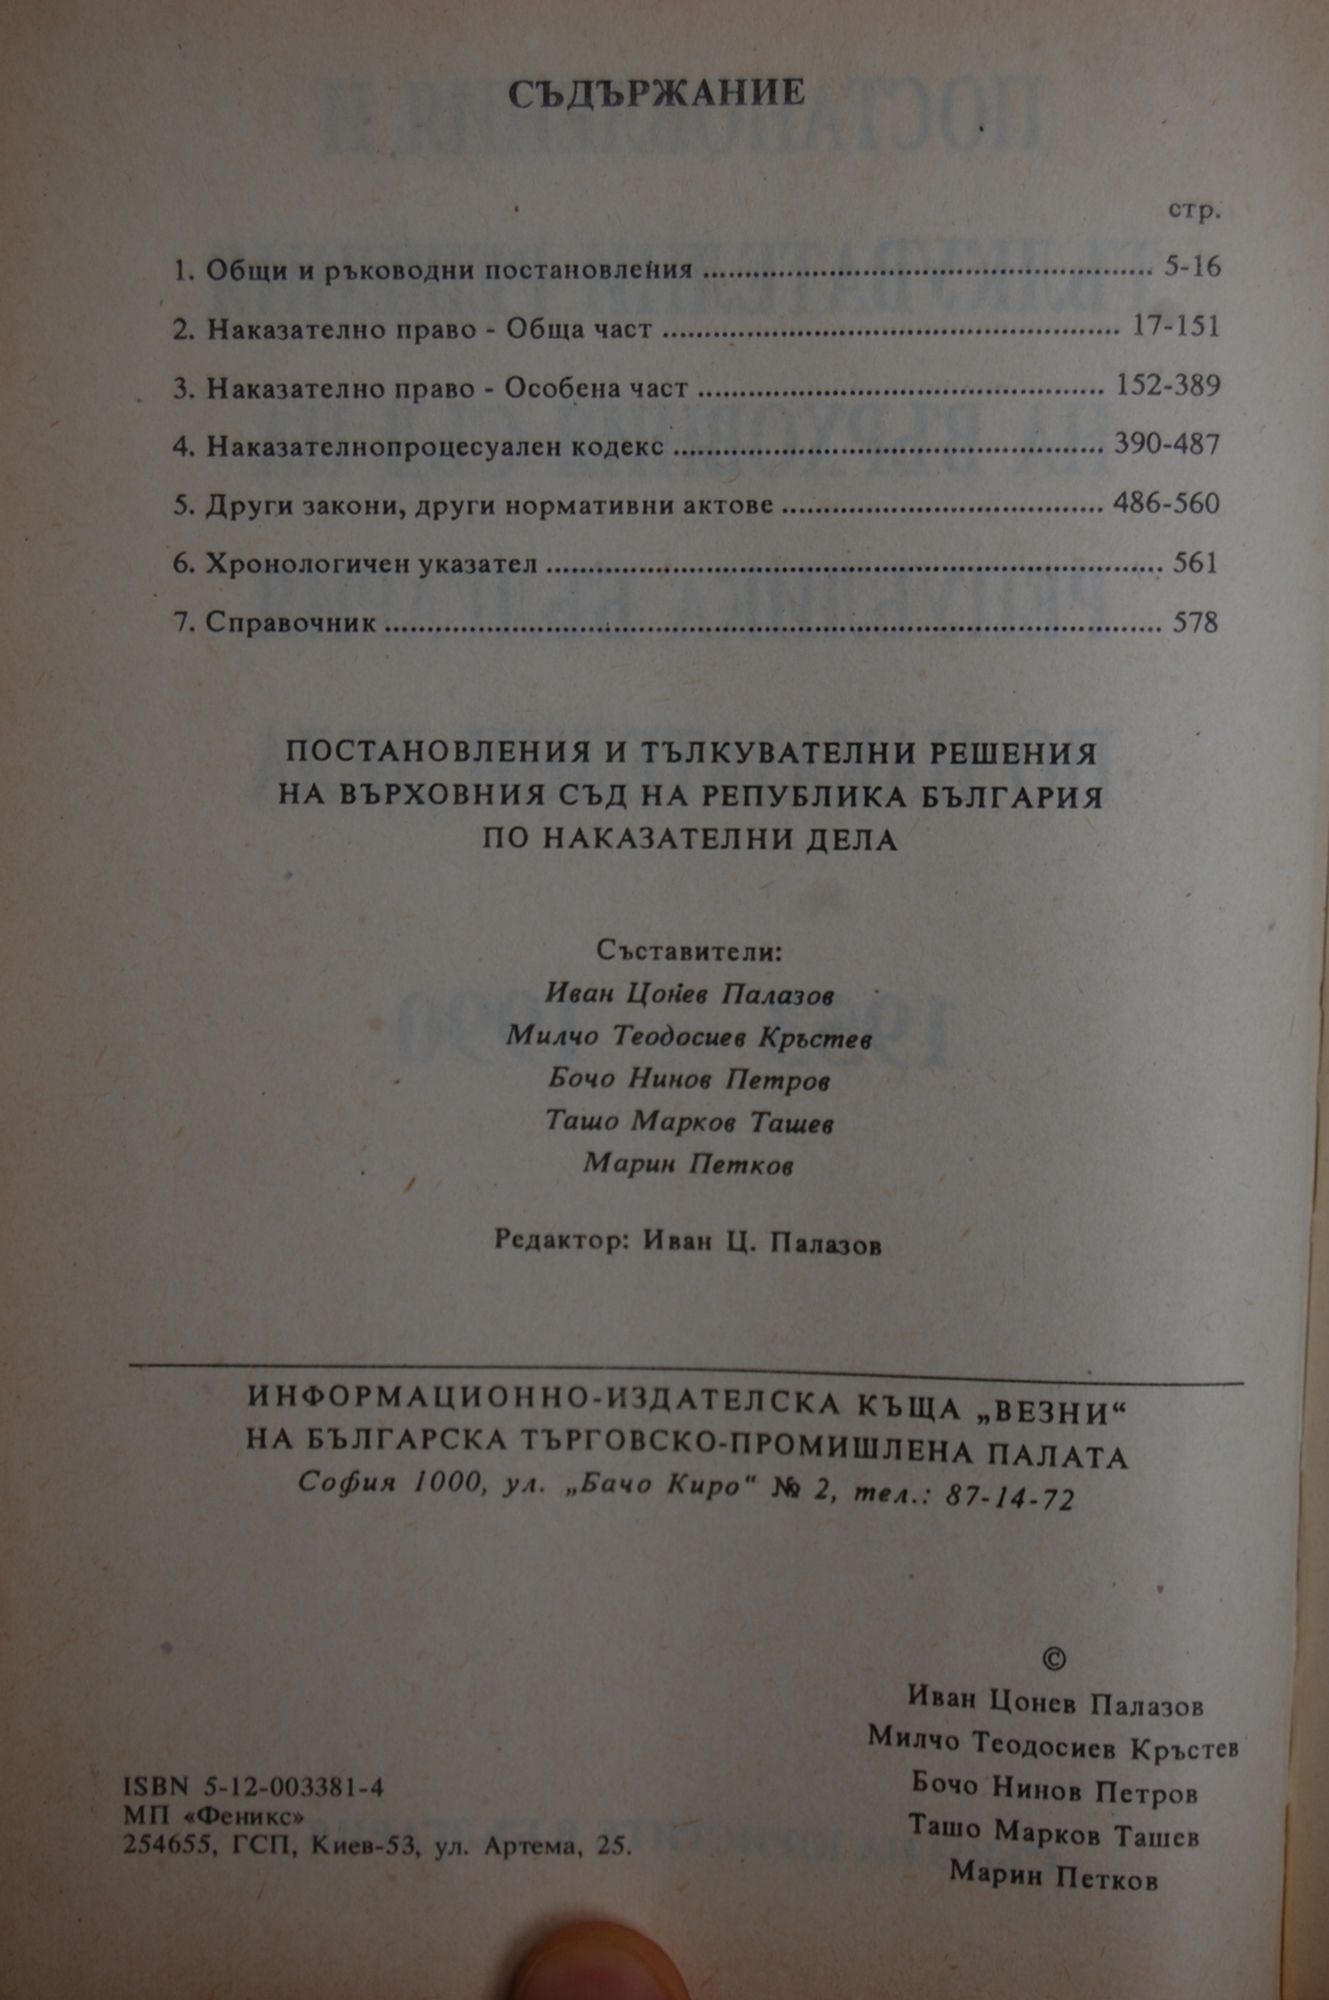 СЪДЪРЖАНИЕ
стр.
1. Общи и ръководни постановления ........................................................ 5-16
2. Наказателно право - Обща част ........................................................ 17-151
3. Наказателно право - Особена част .................................................. 152-389
4. Наказателнопроцесуален кодекс .................................................... 390-487
5. Други закони, други нормативни актове ....................................... 486-560
6. Хронологичен указател ......................................................................... 561
7. Справочник ............................................................................................ 578
ПОСТАНОВЛЕНИЯ И ТЪЛКУВАТЕЛНИ РЕШЕНИЯ
НА ВЪРХОВНИЯ СЪД НА РЕПУБЛИКА БЪЛГАРИЯ
ПО НАКАЗАТЕЛНИ ДЕЛА
Съставители:
Иван Цонев Палазов
Милчо Теодосиев Кръстев
Бочо Нинов Петров
Ташо Марков Ташев
Марин Петков
Редактор: Иван Ц. Палазов
ИНФОРМАЦИОННО-ИЗДАТЕЛСКА КЪЩА „ВЕЗНИ“
НА БЪЛГАРСКА ТЪРГОВСКО-ПРОМИШЛЕНА ПАЛАТА
София 1000, ул. „Бачо Киро“ № 2, тел.: 87-14-72
©
Иван Цонев Палазов
Милчо Теодосиев Кръстев
Бочо Нинов Петров
Ташо Марков Ташев
Марин Петков
ISBN 5-12-003381-4
МП «Феникс»
254655, ГСП, Киев-53, ул. Артема, 25.